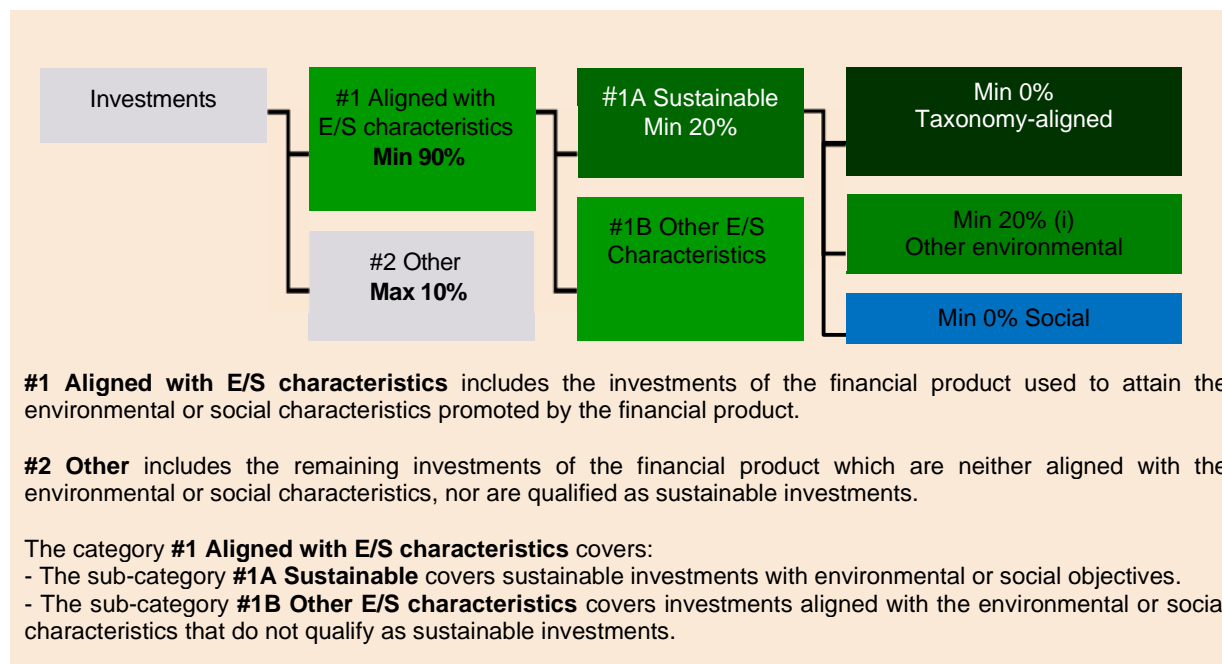 Investments
#1 Aligned with
E/S characteristics
Min 90%
#2 Other
Max 10%
#1A Sustainable
Min 20%
#1B Other E/S
Characteristics
Min 0%
Taxonomy-aligned
Min 20% (i)
Other environmental
Min 0% Social
#1 Aligned with E/S characteristics includes the investments of the financial product used to attain the
environmental or social characteristics promoted by the financial product.
#2 Other includes the remaining investments of the financial product which are neither aligned with the
environmental or social characteristics, nor are qualified as sustainable investments.
The category #1 Aligned with E/S characteristics covers:
- The sub-category #1A Sustainable covers sustainable investments with environmental or social objectives.
- The sub-category #1B Other E/S characteristics covers investments aligned with the environmental or social
characteristics that do not qualify as sustainable investments.